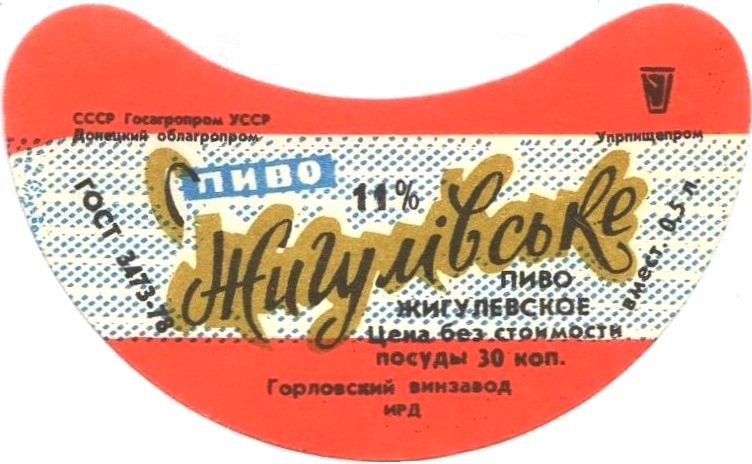 СССР Госагропром УССР
Донецкий облагропром
Упрпищепром
ПИВО
11%
Жигулівське
ГОСТ 3473-78
вмест. 0,5 л.
ПИВО
ЖИГУЛЕВСКОЕ
Цена без стоимости
посуды 30 коп.
Горловский винзавод
ИРД